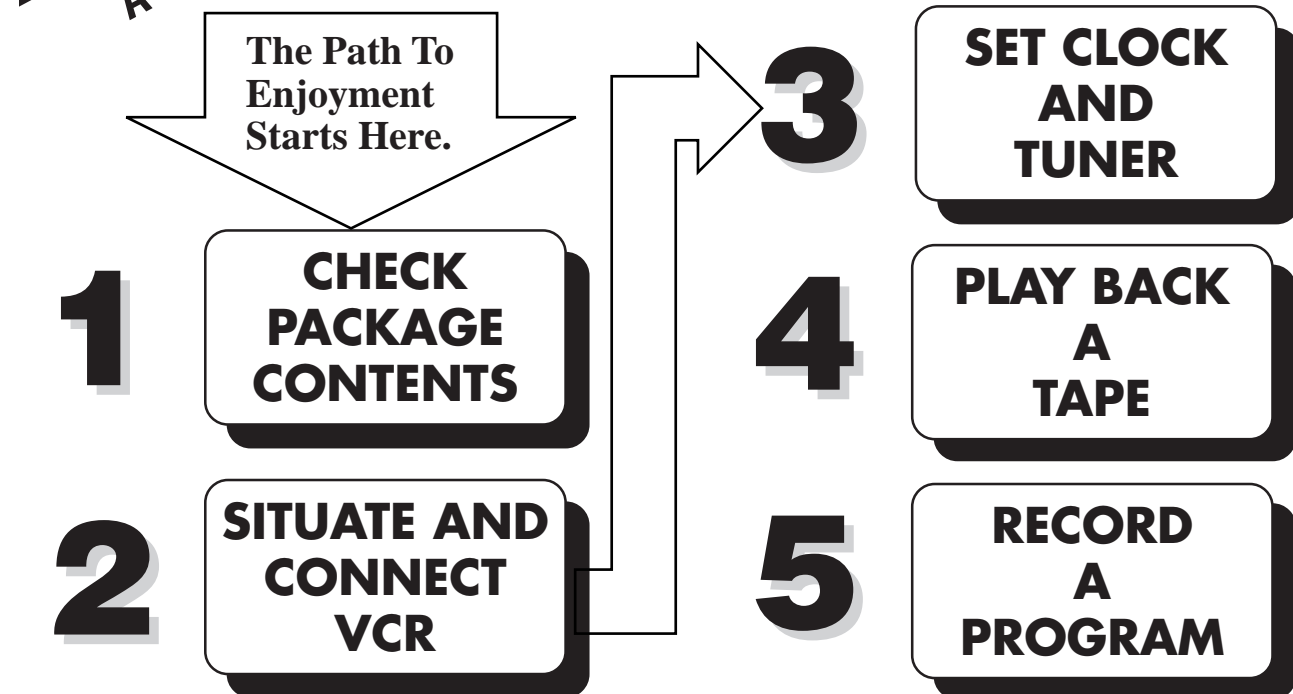 The Path To
Enjoyment
Starts Here.
1
CHECK
PACKAGE
CONTENTS
2
SITUATE AND
CONNECT
VCR
3
SET CLOCK
AND
TUNER
4
PLAY BACK
A
TAPE
5
RECORD
A
PROGRAM